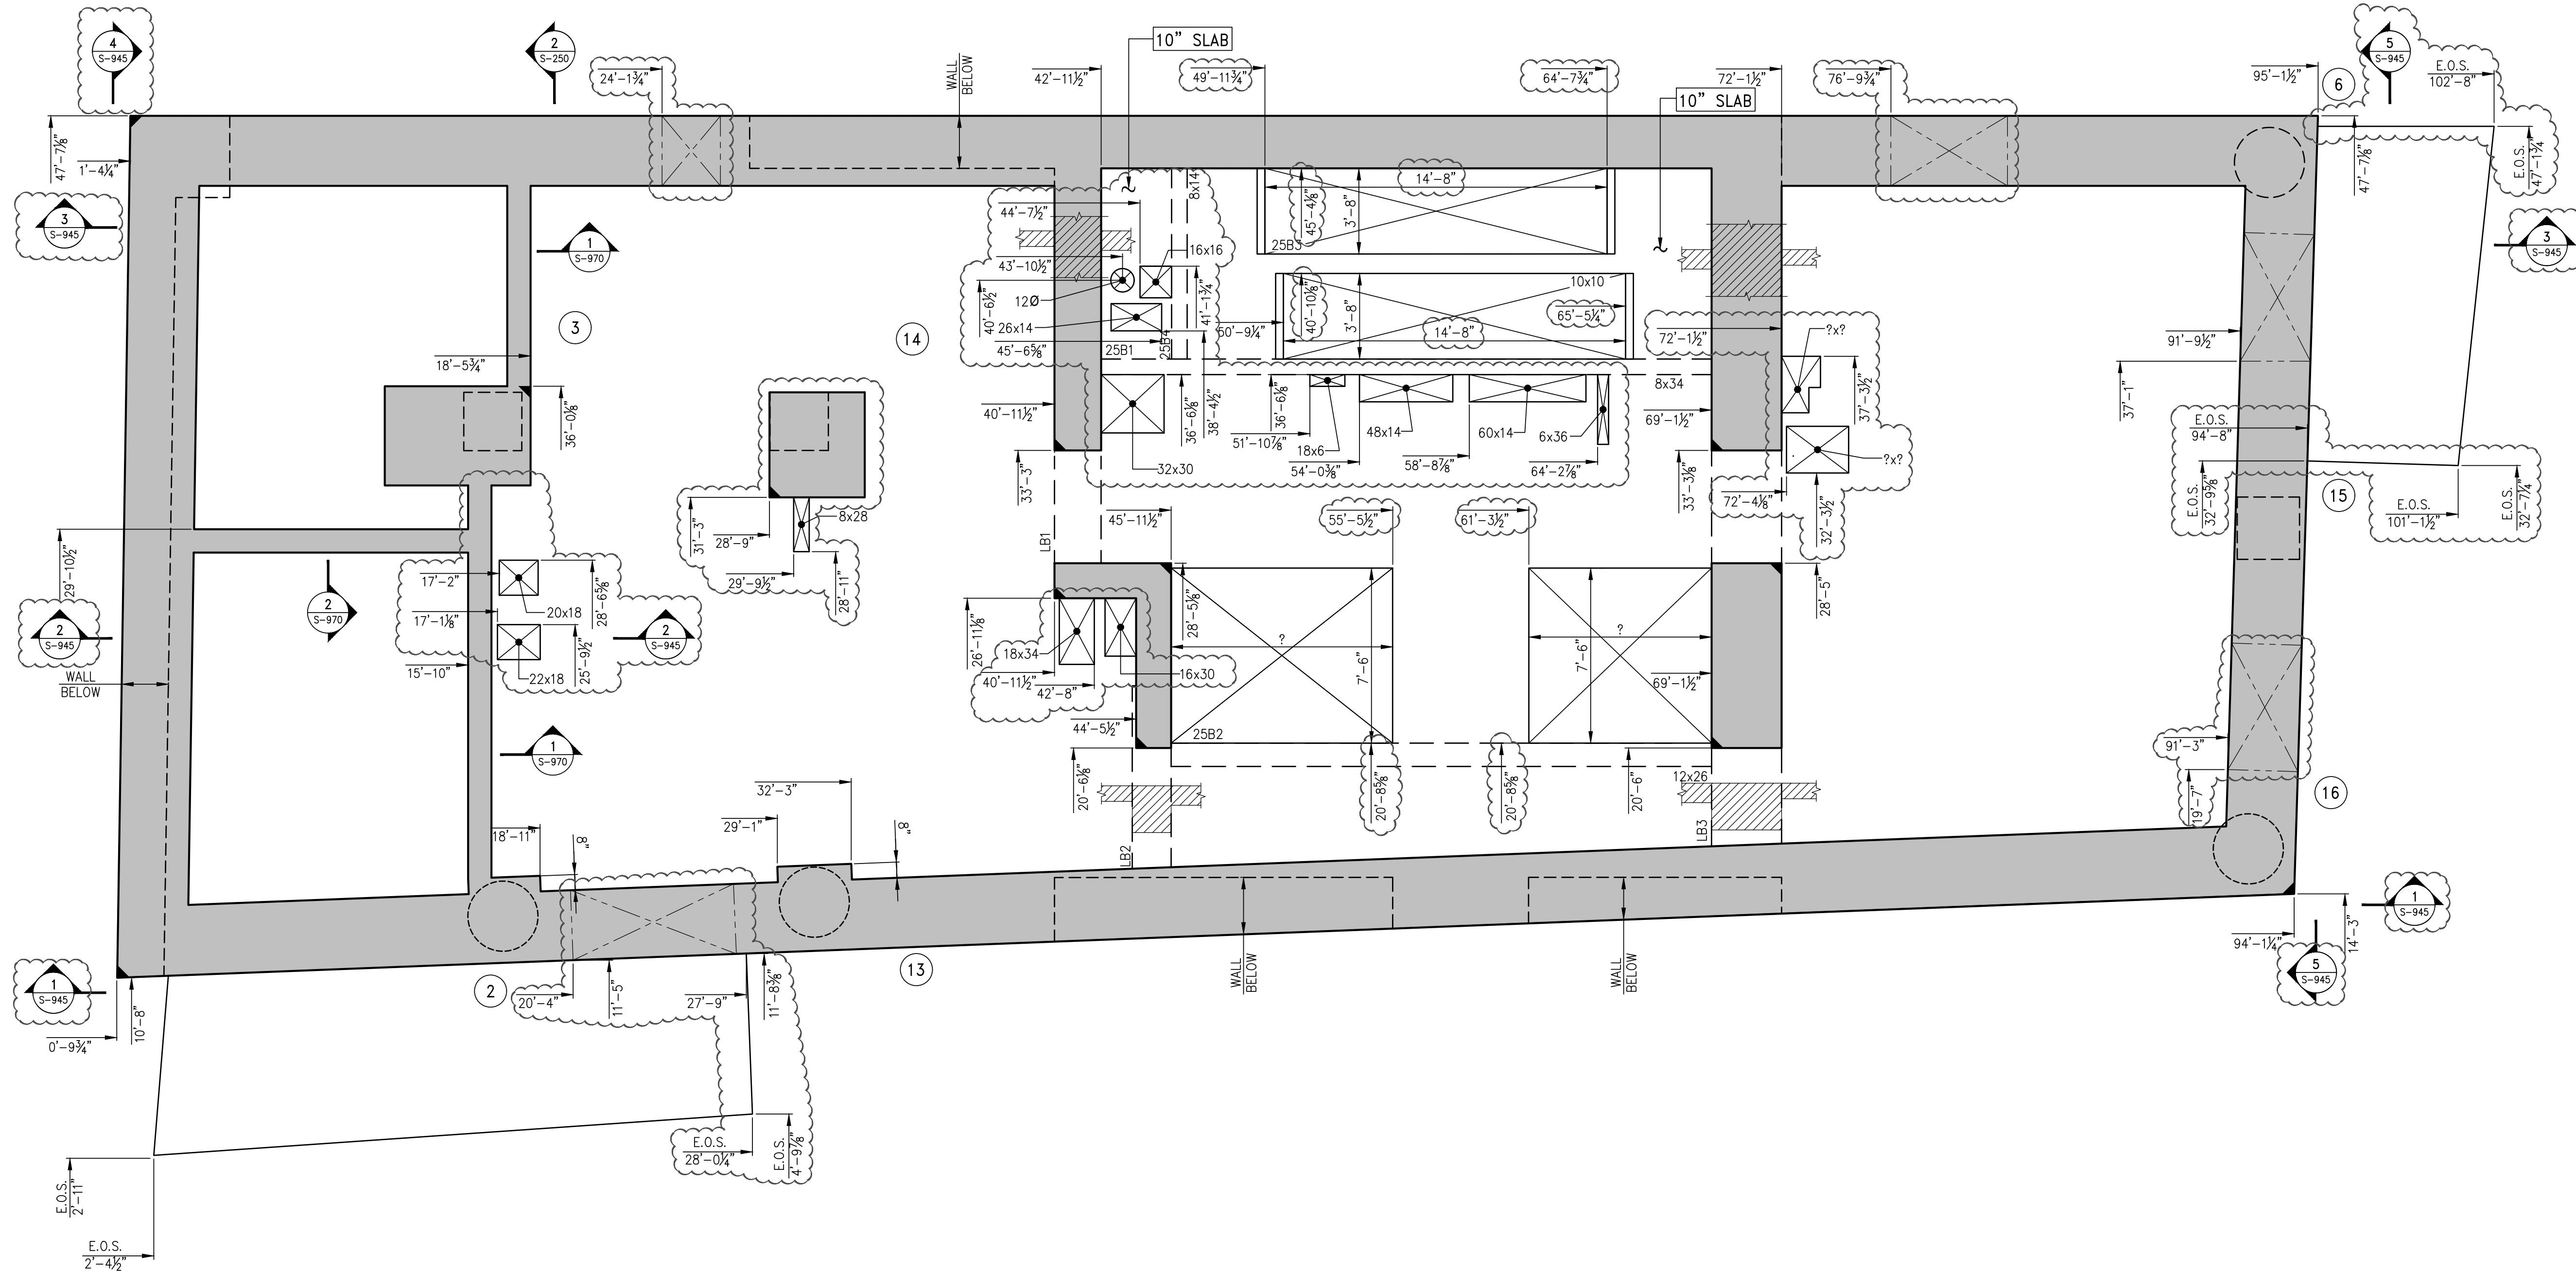 4
S-945
2
S-250
24'-1¾"
WALL
BELOW
42'-11½"
10" SLAB
49'-11¾"
64'-7¾"
10" SLAB
72'-1½"
76'-9¾"
95'-1½"
6
5
S-945
E.O.S.
102'-8"
47'-7⅛"
1'-4¼"
3
S-945
1
S-970
3
14
18'-5¾"
36'-0⅛"
44'-7½"
8x14
16x16
43'-10½"
12Ø
40'-6½"
26x14
41'-1¾"
45'-6⅝"
25B1
25B4
14'-8"
45'-4⅛"
3'-8"
25B3
10x10
40'-10⅛"
3'-8"
65'-5¼"
50'-9¼"
14'-8"
72'-1½"
?x?
37'-3½"
8x34
69'-1½"
?x?
72'-4⅛"
32'-3½"
33'-3⅛"
47'-7⅛"
E.O.S.
47'-1¾"
3
S-945
91'-9½"
37'-1"
E.O.S.
94'-8"
E.O.S.
32'-9⅝"
15
E.O.S.
101'-1½"
E.O.S.
32'-7¼"
40'-11½"
36'-6⅛"
38'-4½"
36'-6⅛"
51'-10⅞"
18x6
54'-0⅜"
48x14
58'-8⅞"
60x14
6x36
64'-2⅞"
32x30
33'-3"
31'-3"
28'-9"
8x28
29'-9½"
28'-11"
29'-10½"
17'-2"
20x18
28'-6⅝"
17'-1⅛"
22x18
25'-9½"
15'-10"
2
S-970
2
S-945
2
S-945
WALL
BELOW
1
S-970
45'-11½"
55'-5½"
61'-3½"
LB1
26'-11⅛"
28'-5⅛"
18x34
16x30
40'-11½"
42'-8"
44'-5½"
25B2
?
7'-6"
?
7'-6"
69'-1½"
28'-5"
20'-6⅛"
20'-8⅝"
20'-8⅝"
20'-6"
12x26
LB2
LB3
91'-3"
19'-7"
16
1
S-945
94'-1¼"
14'-3"
5
S-945
18'-11"
8"
29'-1"
32'-3"
8"
1
S-945
0'-9¾"
10'-8"
2
20'-4"
11'-5"
27'-9"
11'-8⅜"
13
WALL
BELOW
WALL
BELOW
E.O.S.
28'-0¼"
E.O.S.
4'-9⅞"
E.O.S.
2'-11"
E.O.S.
2'-4½"